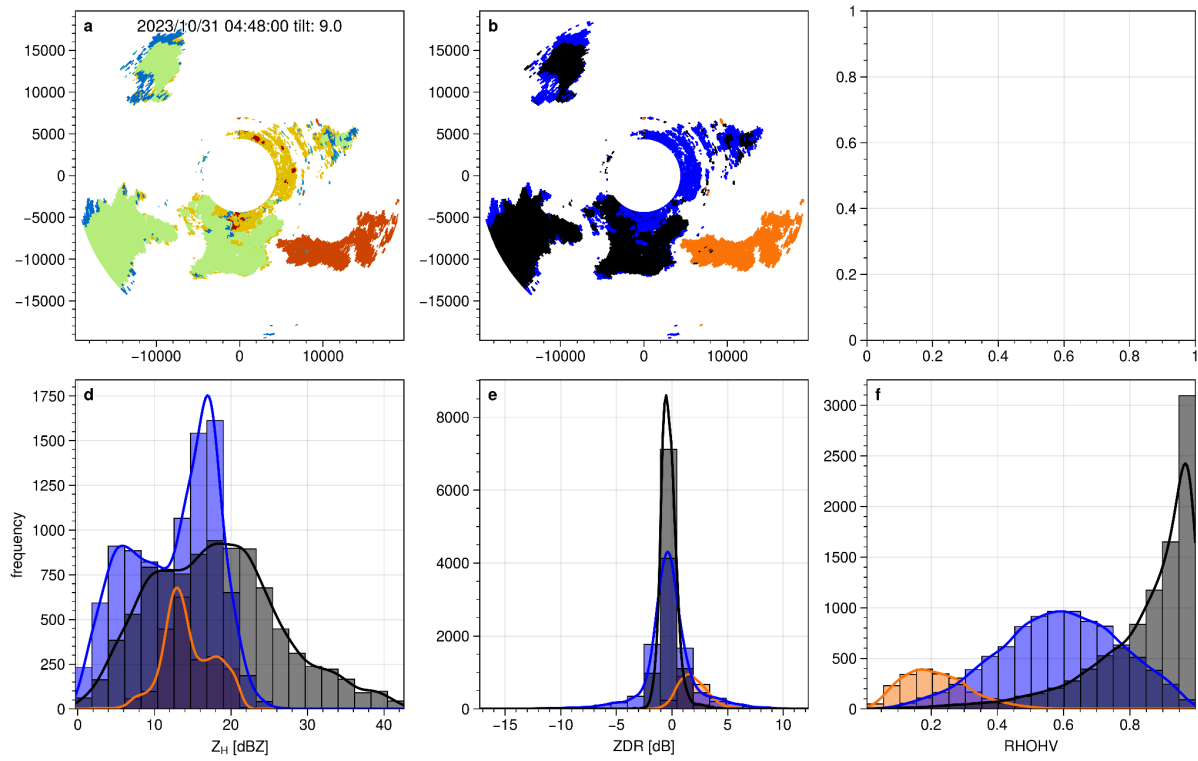 a 2023/10/31 04:48:00 tilt: 9.0
15000
10000
5000
0
−5000
−10000
−15000
−10000 0 10000
b
15000
10000
5000
0
−5000
−10000
−15000
−10000 0 10000
1
0.8
0.6
0.4
0.2
0
0 0.2 0.4 0.6 0.8 1
d
1750
1500
1250
1000
750
500
250
0
frequency
0 10 20 30 40
Z_H [dBZ]
e
8000
6000
4000
2000
0
−15 −10 −5 0 5 10
ZDR [dB]
f
3000
2500
2000
1500
1000
500
0
0.2 0.4 0.6 0.8
RHOHV